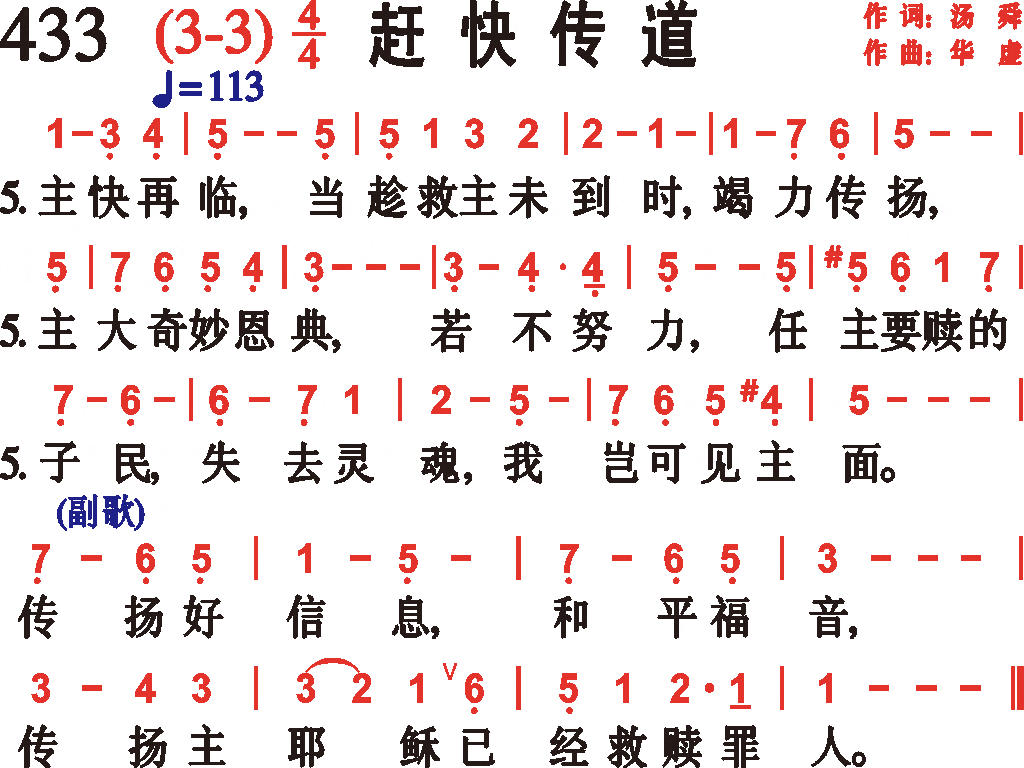 433 (3-3) 4/4 赶快传道 作词：汤 舜
作曲：华 虚
♩=113
1 - 3̣ 4̣ | 5̣ - - 5̣ | 5̣ 1 3 2 | 2 - 1 - | 1 - 7̣ 6̣ | 5 - - |
5. 主快再临， 当趁救主未到时，竭力传扬，
5̣ | 7̣ 6̣ 5̣ 4̣ | 3̣ - - - | 3̣ - 4̣ · 4̣ | 5̣ - - 5̣ | #5̣ 6̣ 1 7̣ |
5. 主大奇妙恩典， 若不努力， 任主要赎的
7̣ - 6̣ - | 6̣ - 7̣ 1 | 2 - 5̣ - | 7̣ 6̣ 5̣ #4̣ | 5 - - - |
5. 子民，失去灵魂，我岂可见主面。
(副歌)
7̣ - 6̣ 5̣ | 1 - 5̣ - | 7̣ - 6̣ 5̣ | 3 - - - |
传扬好信息， 和平福音，
3 - 4 3 | 3 2 1 ∨ 6̣ | 5̣ 1 2 · 1 | 1 - - ‖
传扬主耶稣已经救赎罪人。